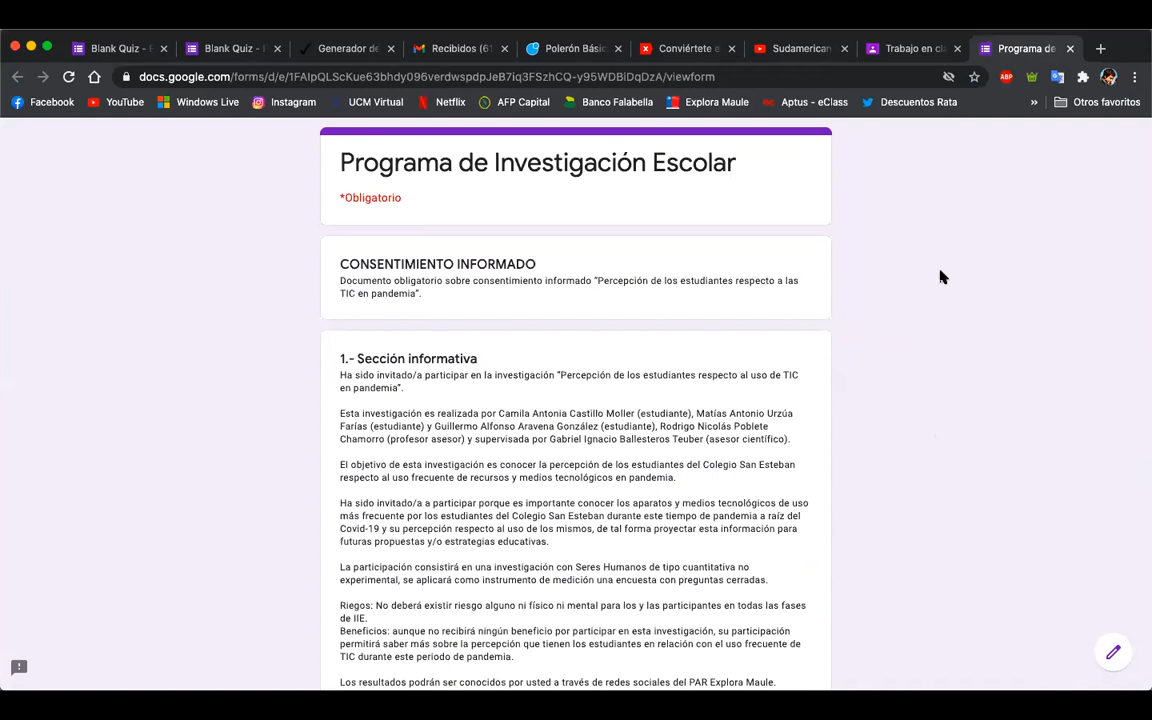 Blank Quiz -
Blank Quiz -
Generador de
Recibidos (61
Polerón Bási
Conviértete e
Sudamerican
Trabajo en cl
Programa de
docs.google.com/forms/d/e/1FAIpQLScKue63bhdy096verdwspdpJeB7iq3FSzhCQ-y95WDBiDqDzA/viewform
Facebook
YouTube
Windows Live
Instagram
UCM Virtual
Netflix
AFP Capital
Banco Falabella
Explora Maule
Aptus - eClass
Descuentos Rata
»
Otros favoritos
Programa de Investigación Escolar
*Obligatorio
CONSENTIMIENTO INFORMADO
Documento obligatorio sobre consentimiento informado “Percepción de los estudiantes respecto a las
TIC en pandemia”.
1.- Sección informativa
Ha sido invitado/a participar en la investigación “Percepción de los estudiantes respecto al uso de TIC
en pandemia”.
Esta investigación es realizada por Camila Antonia Castillo Moller (estudiante), Matías Antonio Urzúa
Farías (estudiante) y Guillermo Alfonso Aravena González (estudiante), Rodrigo Nicolás Poblete
Chamorro (profesor asesor) y supervisada por Gabriel Ignacio Ballesteros Teuber (asesor científico).
El objetivo de esta investigación es conocer la percepción de los estudiantes del Colegio San Esteban
respecto al uso frecuente de recursos y medios tecnológicos en pandemia.
Ha sido invitado/a a participar porque es importante conocer los aparatos y medios tecnológicos de uso
más frecuente por los estudiantes del Colegio San Esteban durante este tiempo de pandemia a raíz del
Covid-19 y su percepción respecto al uso de los mismos, de tal forma proyectar esta información para
futuras propuestas y/o estrategias educativas.
La participación consistirá en una investigación con Seres Humanos de tipo cuantitativa no
experimental, se aplicará como instrumento de medición una encuesta con preguntas cerradas.
Riegos: No deberá existir riesgo alguno ni físico ni mental para los y las participantes en todas las fases
de IIE.
Beneficios: aunque no recibirá ningún beneficio por participar en esta investigación, su participación
permitirá saber más sobre la percepción que tienen los estudiantes en relación con el uso frecuente de
TIC durante este periodo de pandemia.
Los resultados podrán ser conocidos por usted a través de redes sociales del PAR Explora Maule.